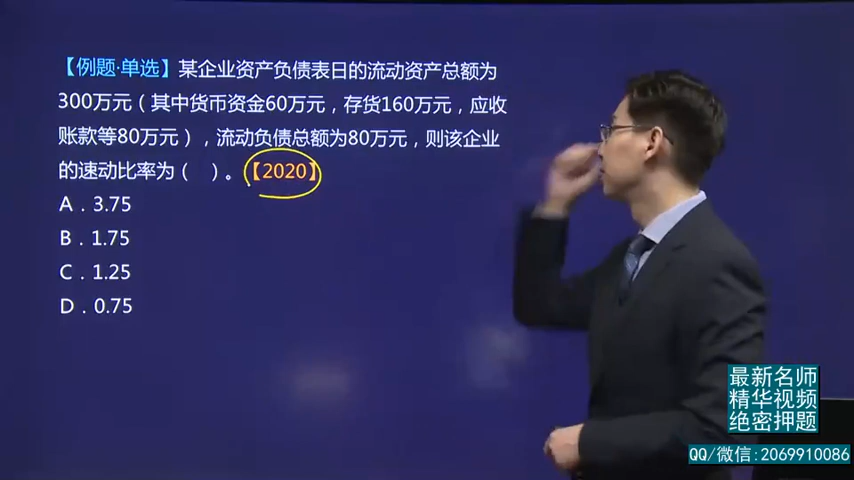 【例题·单选】某企业资产负债表日的流动资产总额为
300万元（其中货币资金60万元，存货160万元，应收
账款等80万元），流动负债总额为80万元，则该企业
的速动比率为（ ）。【2020】
A．3.75
B．1.75
C．1.25
D．0.75
最新名师
精华视频
绝密押题
QQ/微信:2069910086